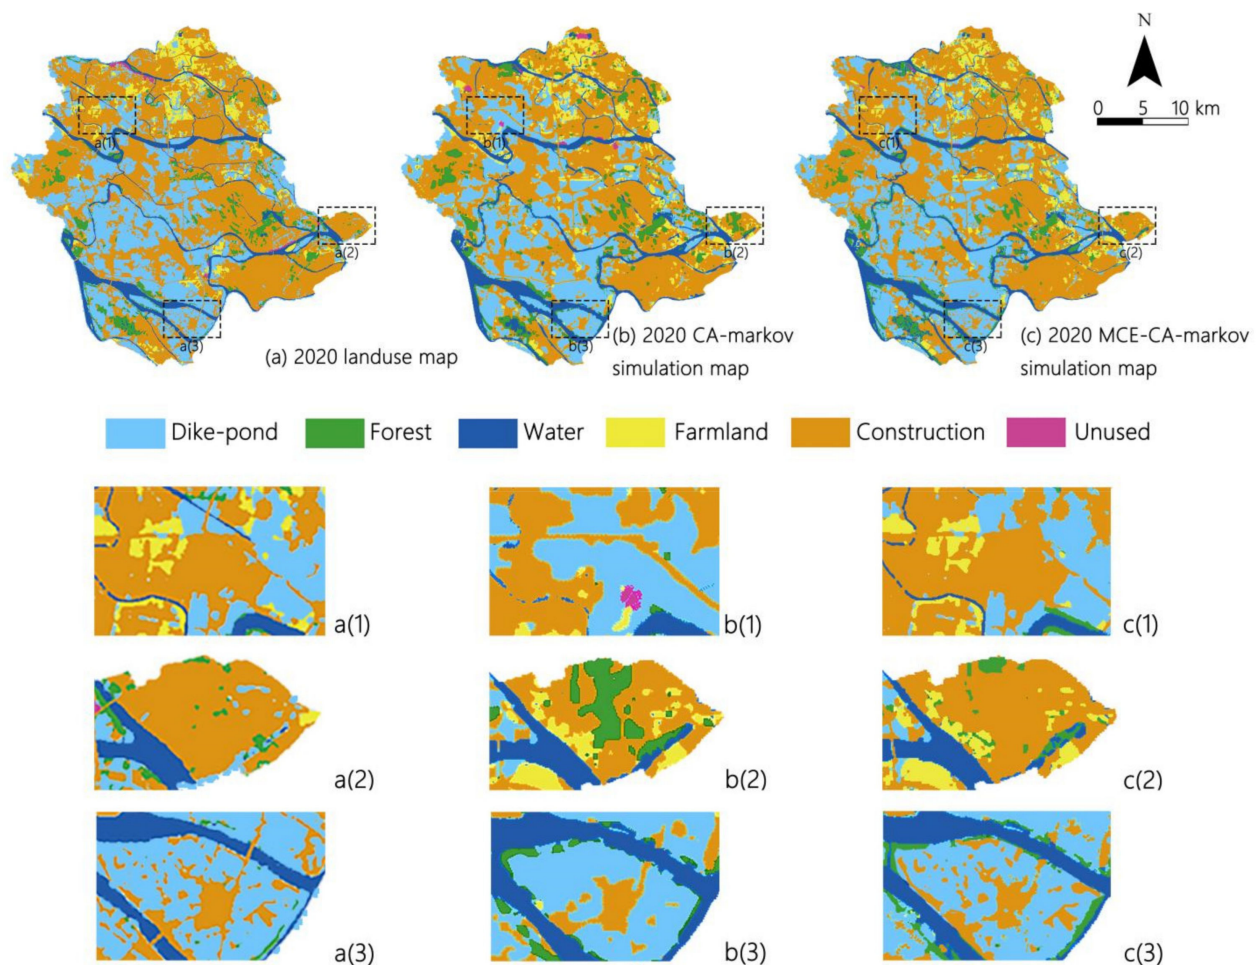 N
0 5 10 km
a(1)
b(1)
c(1)
a(2)
b(2)
c(2)
a(3)
b(3)
c(3)
(a) 2020 landuse map
(b) 2020 CA-markov
simulation map
(c) 2020 MCE-CA-markov
simulation map
Dike-pond Forest Water Farmland Construction Unused
a(1) b(1) c(1)
a(2) b(2) c(2)
a(3) b(3) c(3)